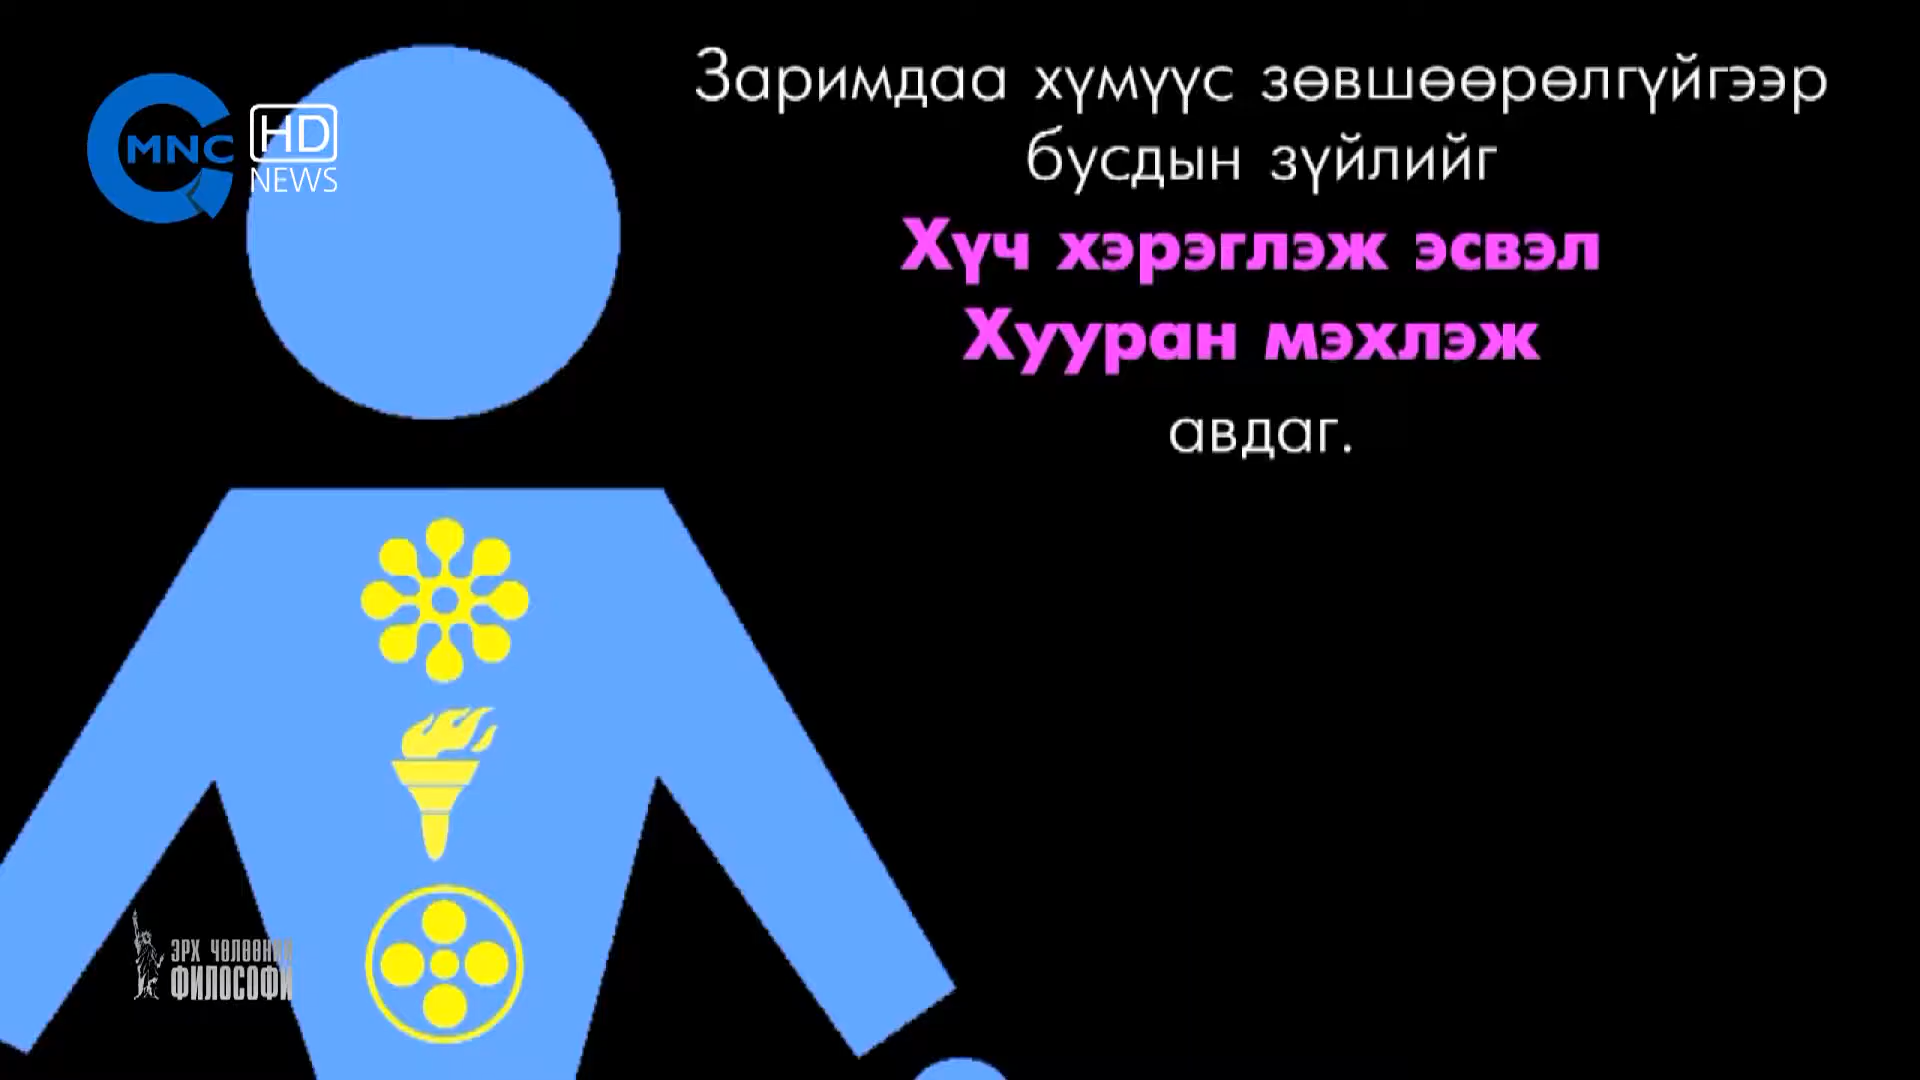 MNC
HD
NEWS
Заримдаа хүмүүс зөвшөөрөлгүйгээр
бусдын зүйлийг
Хүч хэрэглэж эсвэл
Хууран мэхлэж
авдаг.
ЭРХ ЧӨЛӨӨНИЙ
ФИЛОСОФИ